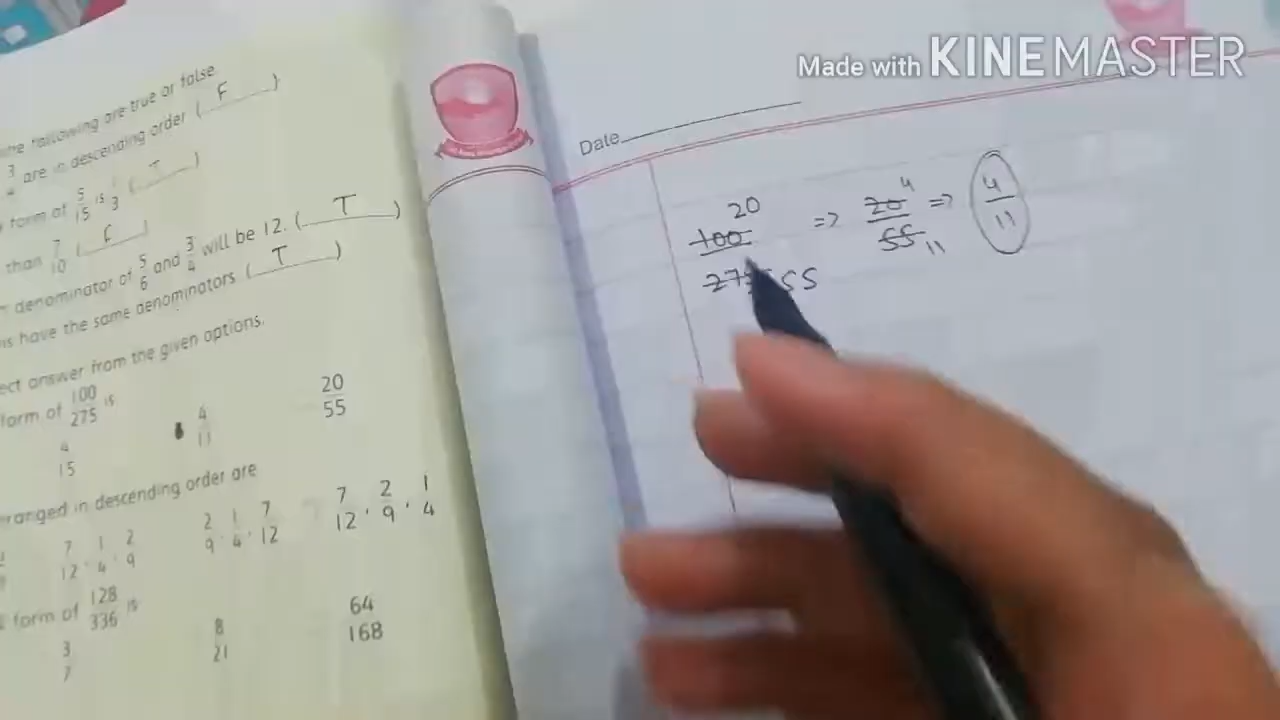 Made with KINEMASTER
the following are true or false.
3/4 are in descending order ( F )
form of 5/15 is 1/3 ( T )
than 7/10 ( F )
denominator of 5/6 and 3/4 will be 12. ( T )
have the same denominators ( T )
answer from the given options.
form of 100/275 is
4/15 4/11 20/55
arranged in descending order are
7/12, 1/4, 2/9 2/9, 1/4, 7/12 7/12, 2/9, 1/4
form of 128/336 is
3/7 8/21 64/168
Date
20
100 => 20/55 4 11 => 4/11
275 55